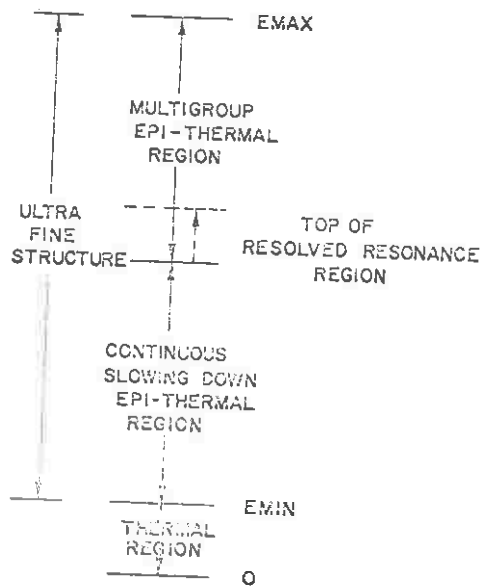 EMAX
MULTIGROUP
EPI-THERMAL
REGION
ULTRA
FINE
STRUCTURE
TOP OF
RESOLVED RESONANCE
REGION
CONTINUOUS
SLOWING DOWN
EPI-THERMAL
REGION
EMIN
THERMAL
REGION
O